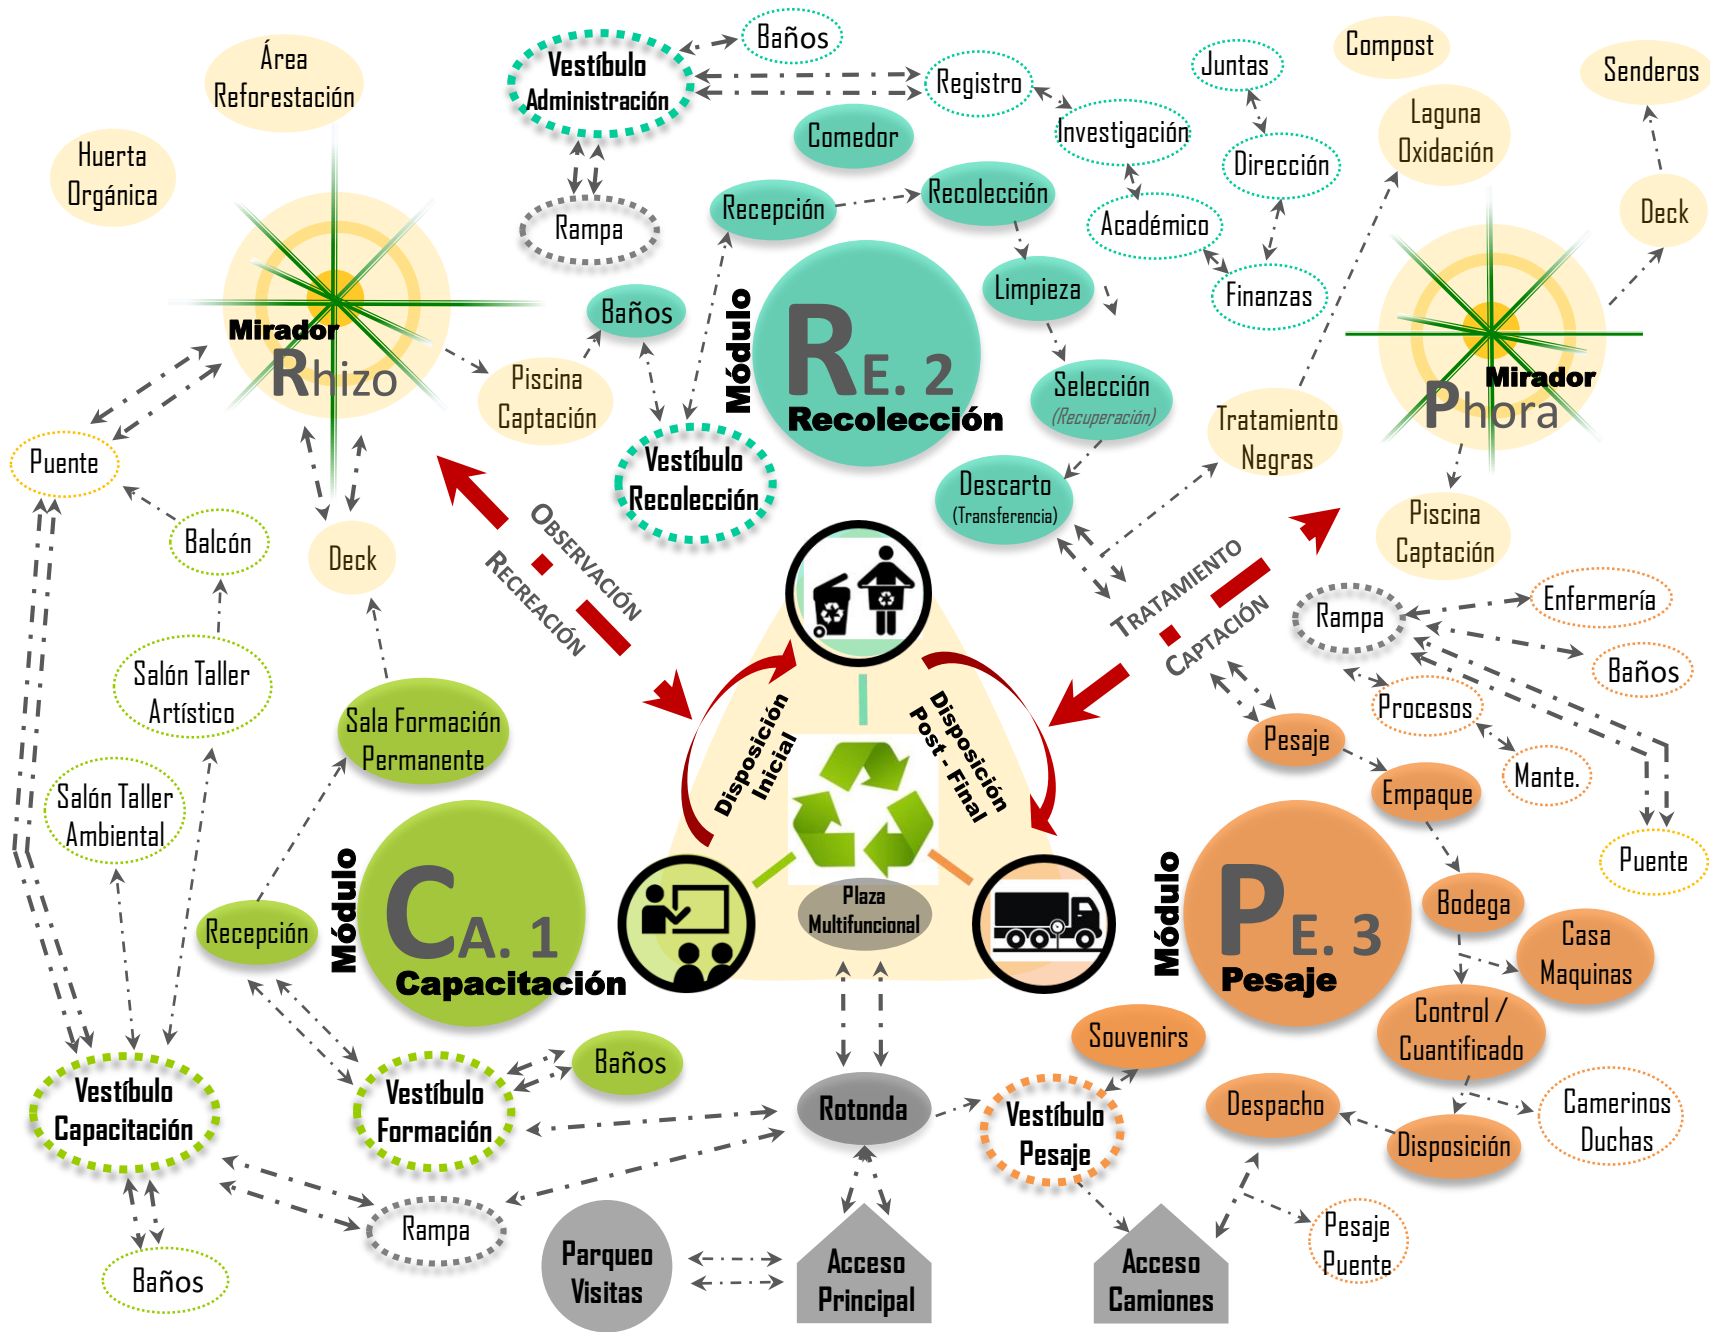 Área
Reforestación
Huerta
Orgánica
Mirador
Rhizo
Puente
Balcón
Deck
Piscina
Captación
Vestíbulo
Administración
Baños
Registro
Rampa
Comedor
Investigación
Académico
Juntas
Dirección
Finanzas
Recepción
Recolección
Limpieza
Selección
(Recuperación)
Descarto
(Transferencia)
Baños
Vestíbulo
Recolección
Módulo
RE. 2
Recolección
Compost
Senderos
Laguna
Oxidación
Deck
Mirador
Phora
Tratamiento
Negras
Piscina
Captación
OBSERVACIÓN
RECREACIÓN
TRATAMIENTO
CAPTACIÓN
Rampa
Enfermería
Baños
Procesos
Mante.
Puente
Salón Taller
Artístico
Sala Formación
Permanente
Salón Taller
Ambiental
Recepción
Módulo
CA. 1
Capacitación
Disposición
Inicial
Disposición
Post - Final
Plaza
Multifuncional
Pesaje
Empaque
Bodega
Casa
Maquinas
Control /
Cuantificado
Módulo
PE. 3
Pesaje
Souvenirs
Despacho
Disposición
Camerinos
Duchas
Vestíbulo
Capacitación
Vestíbulo
Formación
Baños
Rotonda
Vestíbulo
Pesaje
Baños
Rampa
Parqueo
Visitas
Acceso
Principal
Acceso
Camiones
Pesaje
Puente